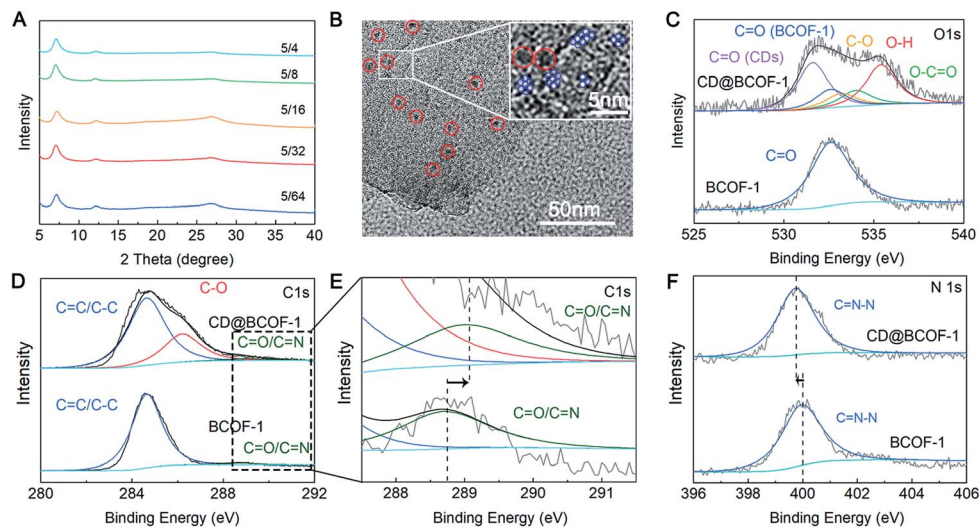 A
5/4
5/8
5/16
5/32
5/64
Intensity
5 10 15 20 25 30 35 40
2 Theta (degree)
B
5nm
50nm
C
O1s
C=O (BCOF-1)
C-O
O-H
C=O (CDs)
O-C=O
CD@BCOF-1
C=O
BCOF-1
Intensity
525 530 535 540
Binding Energy (eV)
D
C1s
C-O
C=C/C-C
CD@BCOF-1
C=O/C=N
C=C/C-C
BCOF-1
C=O/C=N
Intensity
280 284 288 292
Binding Energy (eV)
E
C1s
C=O/C=N
C=O/C=N
Intensity
288 289 290 291
Binding Energy (eV)
F
N 1s
C=N-N
CD@BCOF-1
C=N-N
BCOF-1
Intensity
396 398 400 402 404 406
Binding Energy (eV)